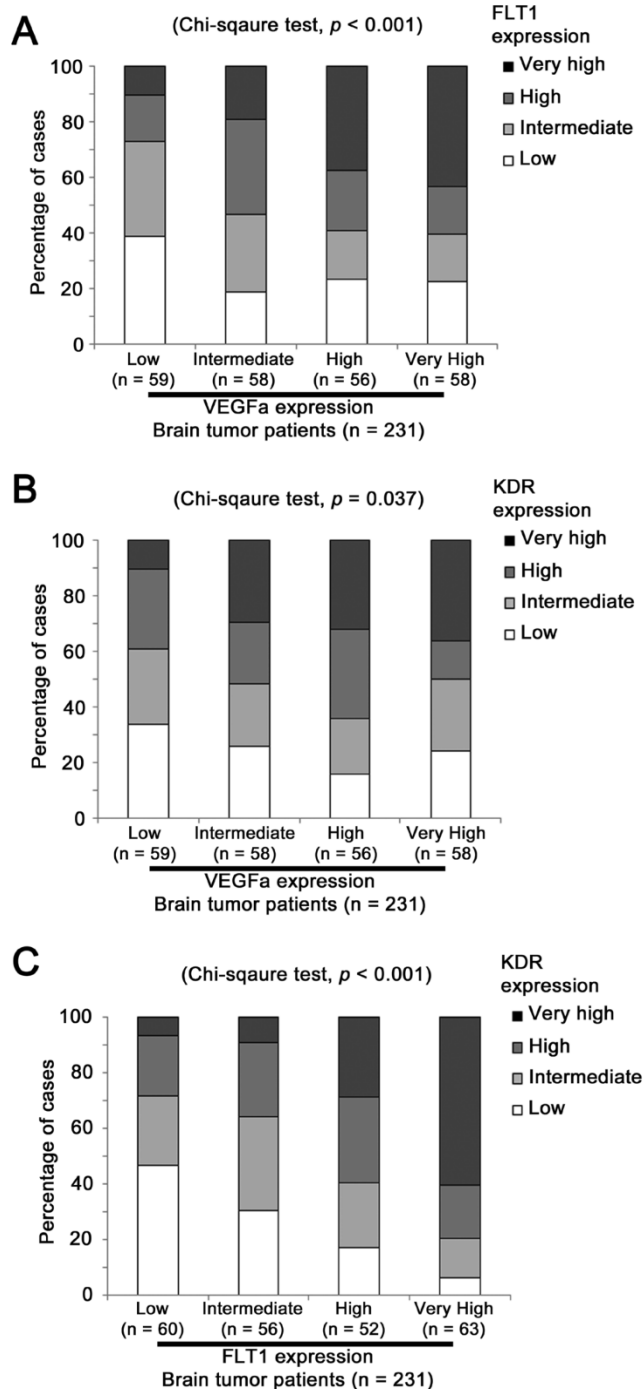 A
(Chi-sqaure test, p < 0.001)
FLT1
expression
Very high
High
Intermediate
Low
Percentage of cases
100
80
60
40
20
0
Low Intermediate High Very High
(n = 59) (n = 58) (n = 56) (n = 58)
VEGFa expression
Brain tumor patients (n = 231)
B
(Chi-sqaure test, p = 0.037)
KDR
expression
Very high
High
Intermediate
Low
Percentage of cases
100
80
60
40
20
0
Low Intermediate High Very High
(n = 59) (n = 58) (n = 56) (n = 58)
VEGFa expression
Brain tumor patients (n = 231)
C
(Chi-sqaure test, p < 0.001)
KDR
expression
Very high
High
Intermediate
Low
Percentage of cases
100
80
60
40
20
0
Low Intermediate High Very High
(n = 60) (n = 56) (n = 52) (n = 63)
FLT1 expression
Brain tumor patients (n = 231)